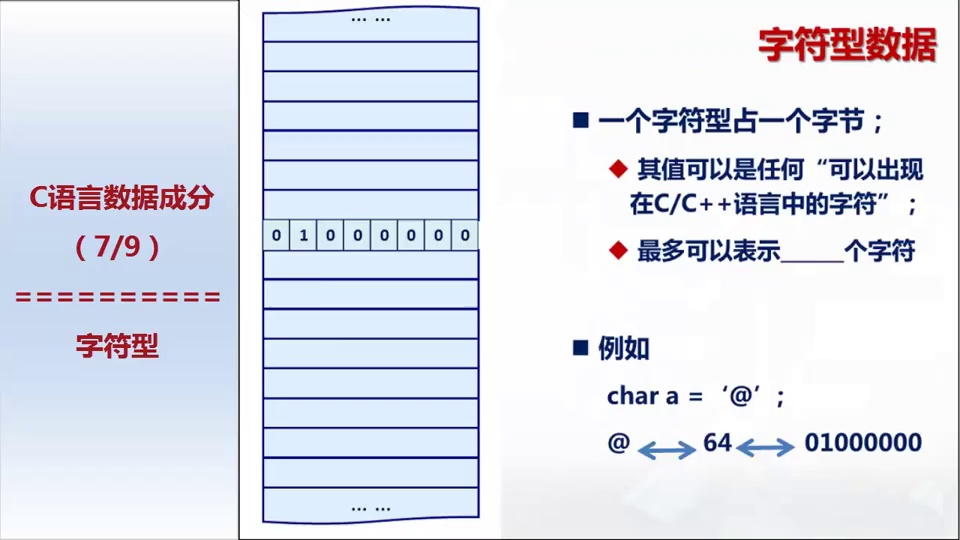 C语言数据成分
（7/9）
==========
字符型
… …
0 1 0 0 0 0 0 0
… …
字符型数据
■ 一个字符型占一个字节；
◆ 其值可以是任何“可以出现
在C/C++语言中的字符”；
◆ 最多可以表示______个字符
■ 例如
char a = ‘@’；
@ ↔ 64 ↔ 01000000